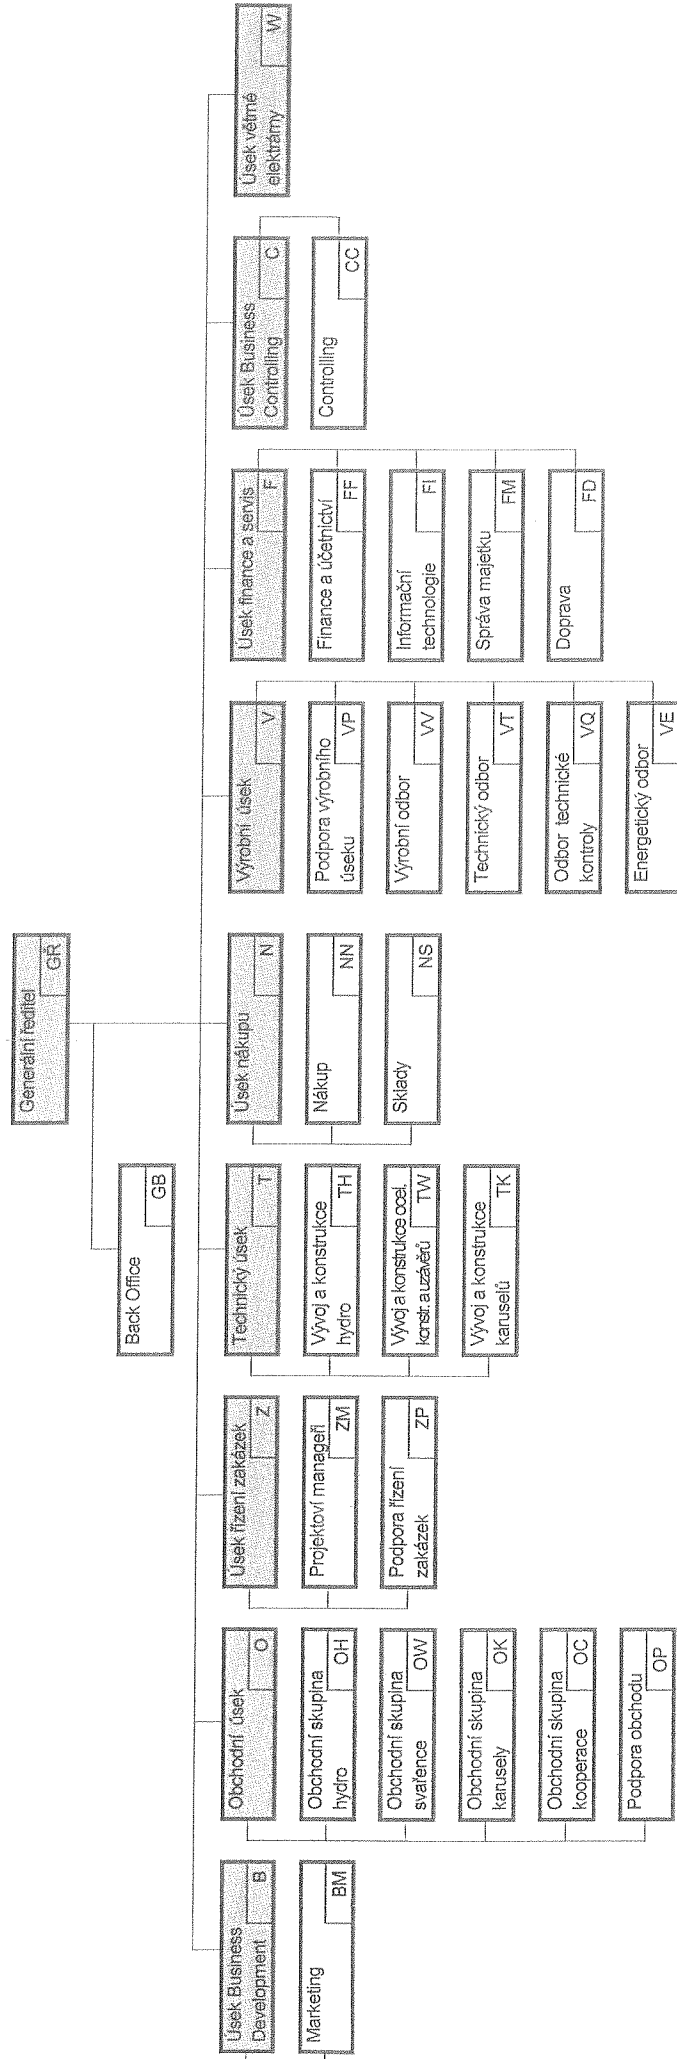 Generální ředitel
GŘ
Back Office
GB
Úsek Business
Development
B
Marketing
BM
Obchodní úsek
O
Obchodní skupina
hydro
OH
Obchodní skupina
svařence
OW
Obchodní skupina
karusely
OK
Obchodní skupina
kooperace
OC
Podpora obchodu
OP
Úsek řízení zakázek
Z
Projektoví manageři
ZM
Podpora řízení
zakázek
ZP
Technický úsek
T
Vývoj a konstrukce
hydro
TH
Vývoj a konstrukce ocel.
konstr. a uzávěrů
TW
Vývoj a konstrukce
karuselů
TK
Úsek nákupu
N
Nákup
NN
Sklady
NS
Výrobní úsek
V
Podpora výrobního
úseku
VP
Výrobní odbor
VV
Technický odbor
VT
Odbor technické
kontroly
VQ
Energetický odbor
VE
Úsek finance a servis
F
Finance a účetnictví
FF
Informační
technologie
FI
Správa majetku
FM
Doprava
FD
Úsek Business
Controlling
C
Controlling
CC
Úsek větrné
elektrárny
W